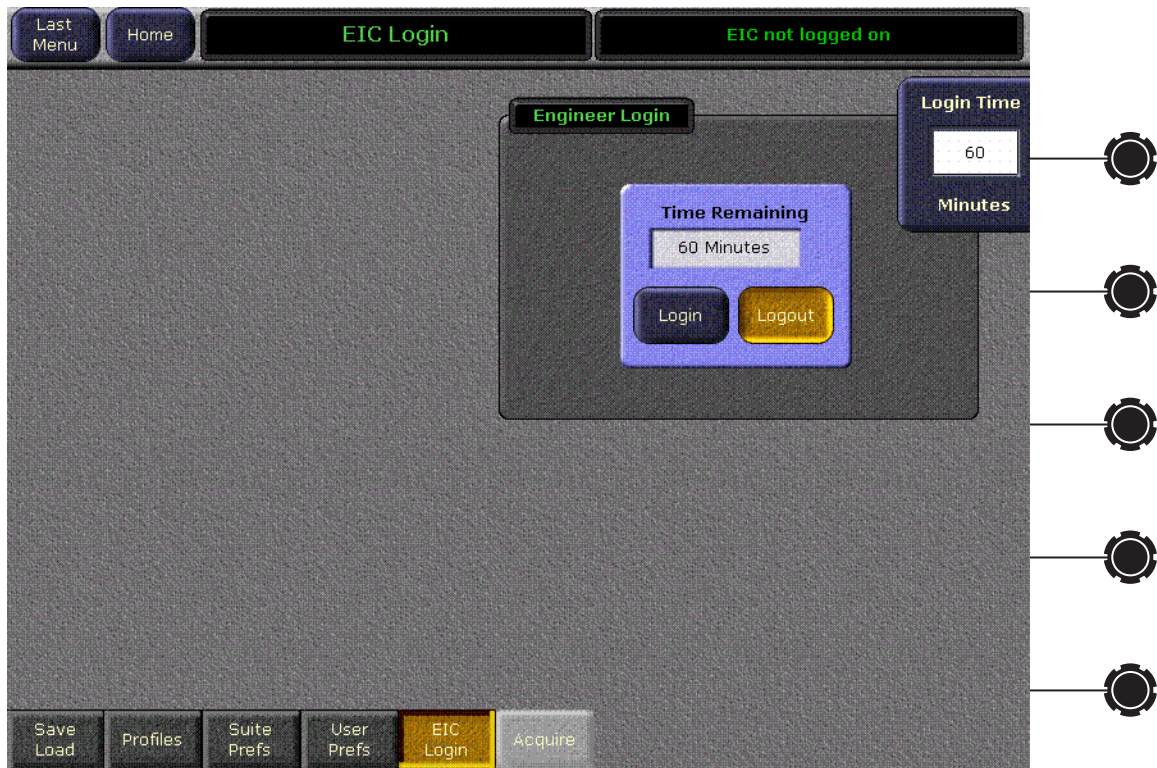 Last
Menu
Home
EIC Login
EIC not logged on
Engineer Login
Login Time
60
Minutes
Time Remaining
60 Minutes
Login
Logout
Save
Load
Profiles
Suite
Prefs
User
Prefs
EIC
Login
Acquire